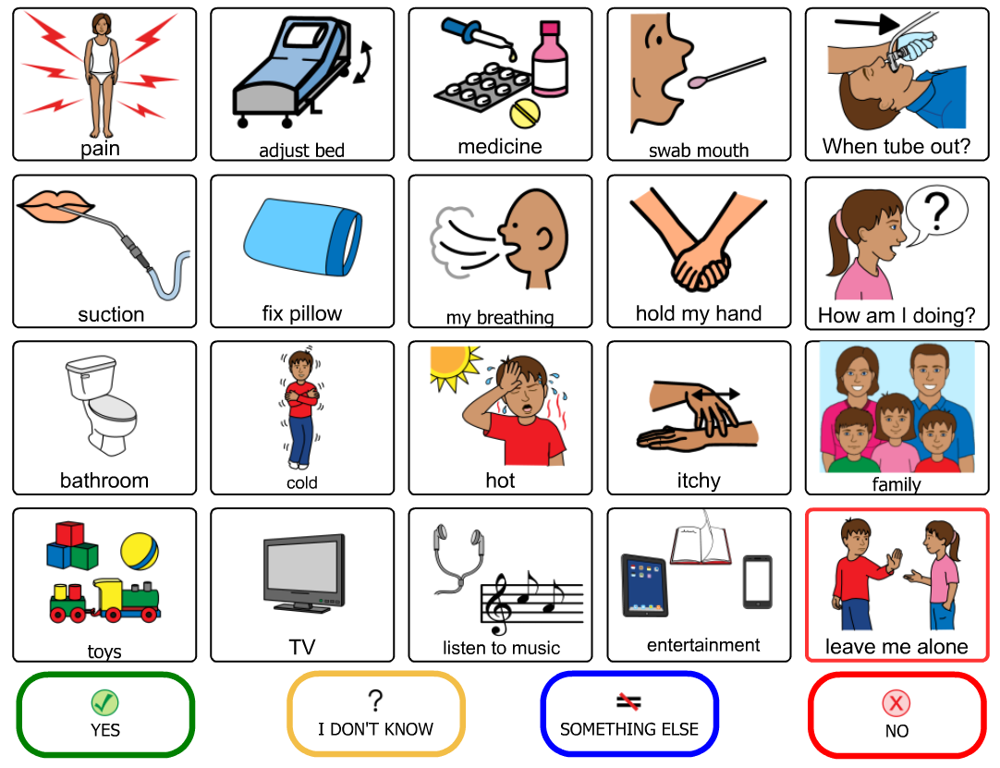 pain
adjust bed
medicine
swab mouth
When tube out?
suction
fix pillow
my breathing
hold my hand
?
How am I doing?
bathroom
cold
hot
itchy
family
toys
TV
listen to music
entertainment
leave me alone
YES
?
I DON'T KNOW
SOMETHING ELSE
X
NO